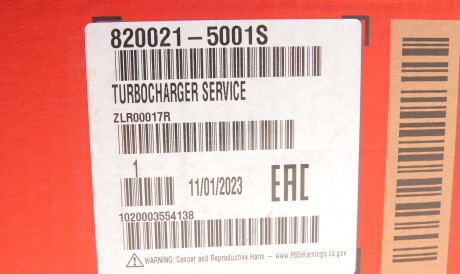 820021-5001S
TURBOCHARGER SERVICE
ZLR00017R
1
11/01/2023
EAC
1020003554138
WARNING: Cancer and Reproductive Harm - www.P65Warnings.ca.gov